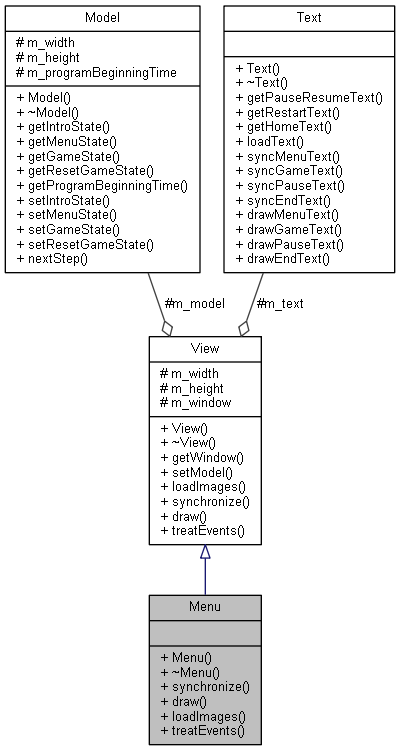 Model
# m_width
# m_height
# m_programBeginningTime
+ Model()
+ ~Model()
+ getIntroState()
+ getMenuState()
+ getGameState()
+ getResetGameState()
+ getProgramBeginningTime()
+ setIntroState()
+ setMenuState()
+ setGameState()
+ setResetGameState()
+ nextStep()
Text
+ Text()
+ ~Text()
+ getPauseResumeText()
+ getRestartText()
+ getHomeText()
+ loadText()
+ syncMenuText()
+ syncGameText()
+ syncPauseText()
+ syncEndText()
+ drawMenuText()
+ drawGameText()
+ drawPauseText()
+ drawEndText()
#m_model
#m_text
View
# m_width
# m_height
# m_window
+ View()
+ ~View()
+ getWindow()
+ setModel()
+ loadImages()
+ synchronize()
+ draw()
+ treatEvents()
Menu
+ Menu()
+ ~Menu()
+ synchronize()
+ draw()
+ loadImages()
+ treatEvents()